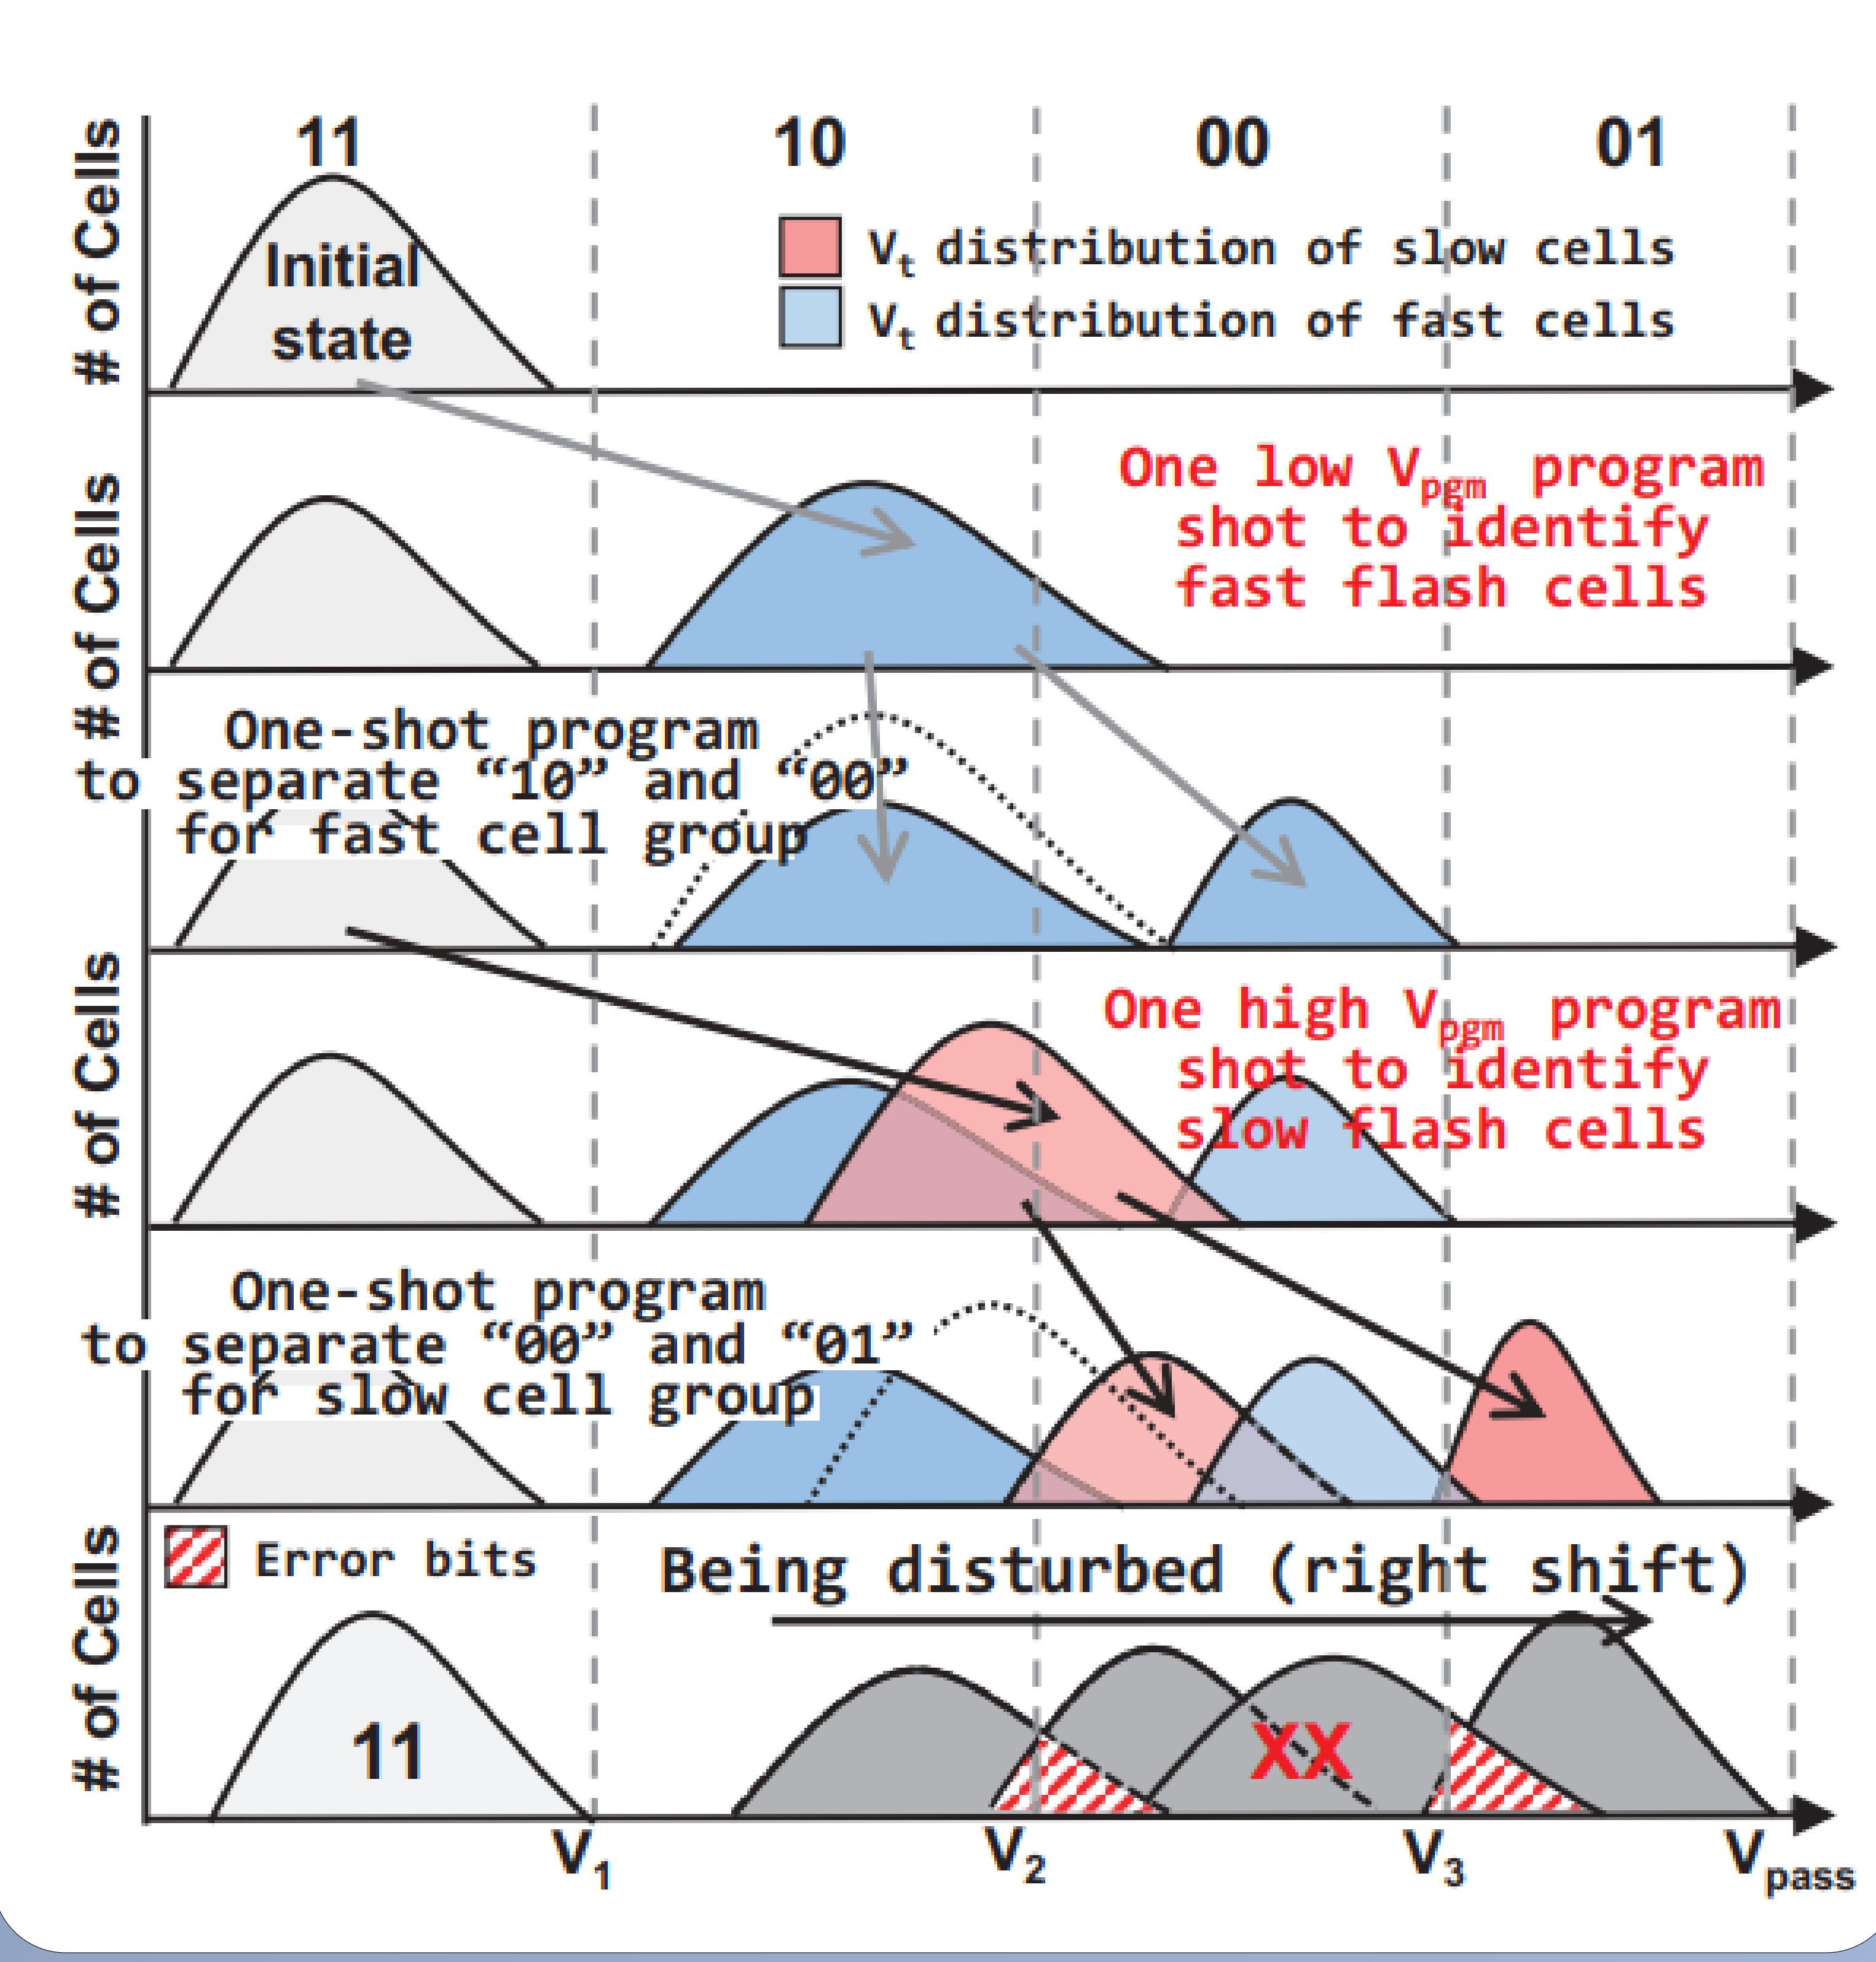 # of Cells
11
10
00
01
Initial
state
Vt distribution of slow cells
Vt distribution of fast cells
# of Cells
One low Vpgm program
shot to identify
fast flash cells
One-shot program
to separate “10” and “00”
for fast cell group
# of Cells
One high Vpgm program
shot to identify
slow flash cells
One-shot program
to separate “00” and “01”
for slow cell group
# of Cells
Error bits
Being disturbed (right shift)
11
XX
V1
V2
V3
Vpass